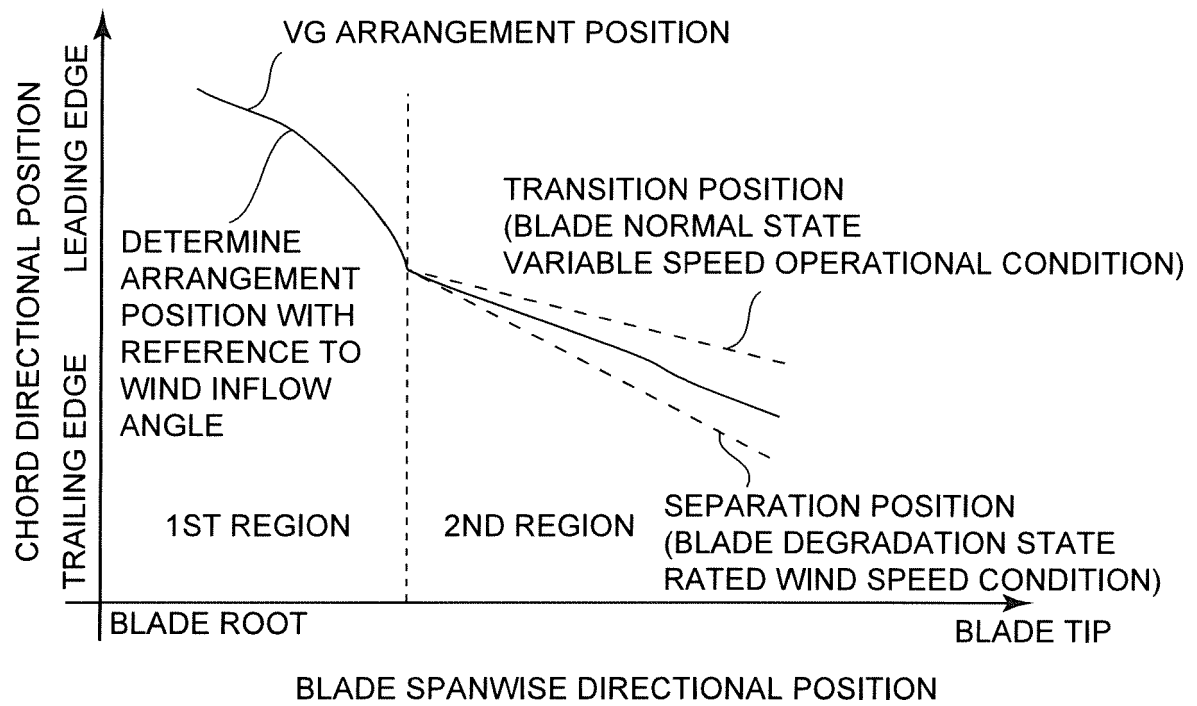 VG ARRANGEMENT POSITION
CHORD DIRECTIONAL POSITION
LEADING EDGE
TRAILING EDGE
TRANSITION POSITION
(BLADE NORMAL STATE
VARIABLE SPEED OPERATIONAL CONDITION)
DETERMINE
ARRANGEMENT
POSITION WITH
REFERENCE TO
WIND INFLOW
ANGLE
1ST REGION
2ND REGION
SEPARATION POSITION
(BLADE DEGRADATION STATE
RATED WIND SPEED CONDITION)
BLADE ROOT
BLADE TIP
BLADE SPANWISE DIRECTIONAL POSITION